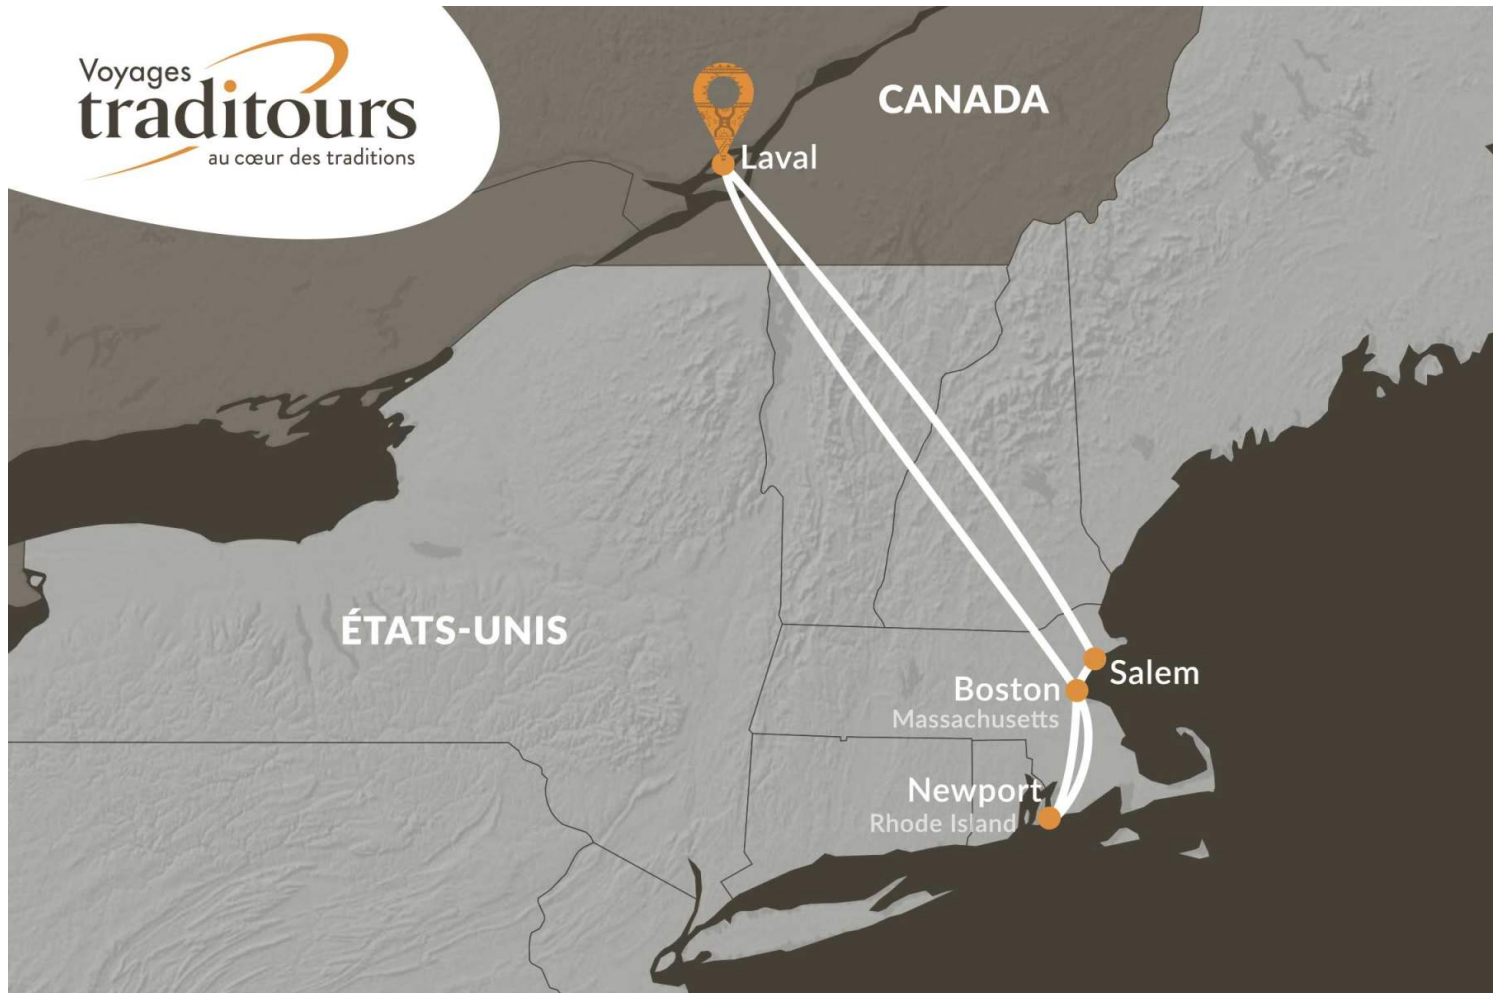 Voyages
traditours
au cœur des traditions
CANADA
Laval
ÉTATS-UNIS
Salem
Boston
Massachusetts
Newport
Rhode Island